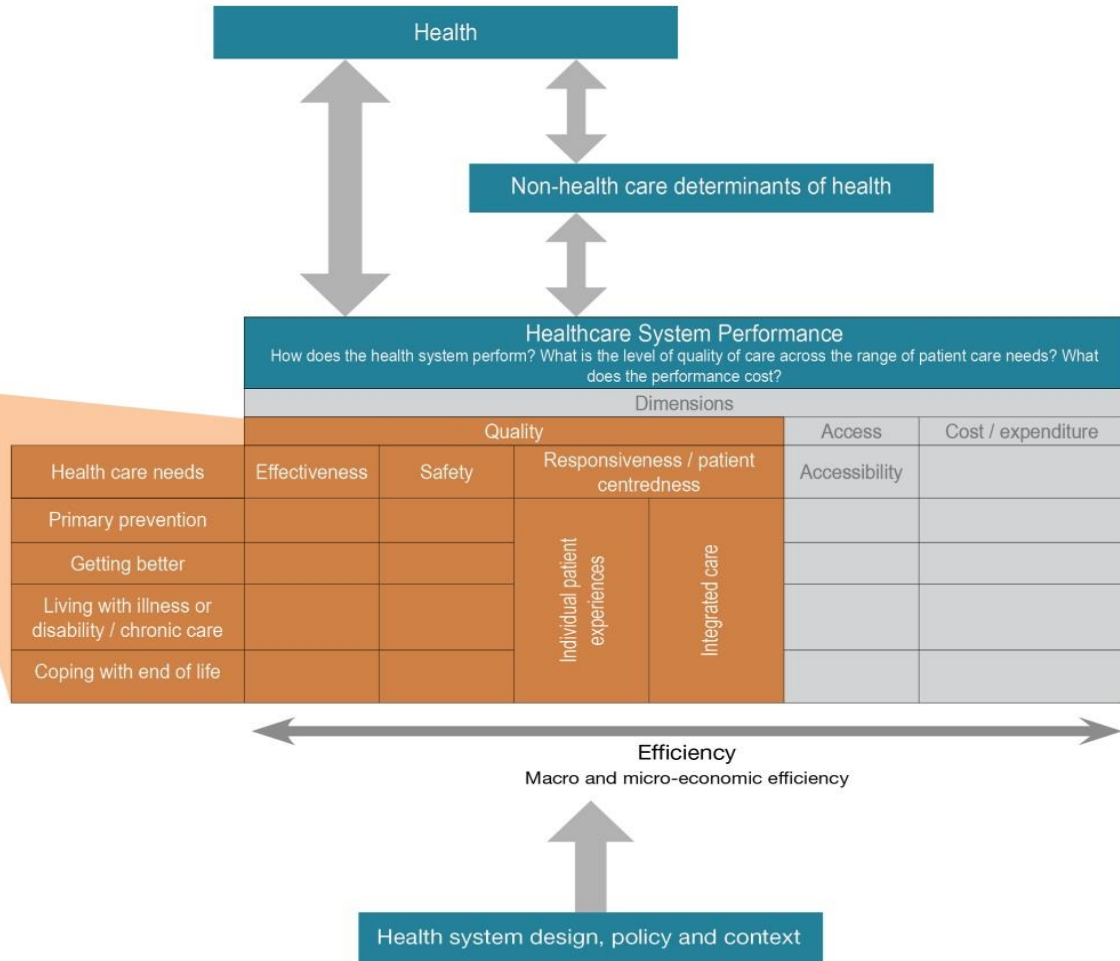 Health
Non-health care determinants of health
Healthcare System Performance
How does the health system perform? What is the level of quality of care across the range of patient care needs? What
does the performance cost?
Dimensions
Quality
Access
Cost / expenditure
Health care needs
Effectiveness
Safety
Responsiveness / patient
centredness
Accessibility
Primary prevention
Getting better
Living with illness or
disability / chronic care
Coping with end of life
Individual patient
experiences
Integrated care
Efficiency
Macro and micro-economic efficiency
Health system design, policy and context